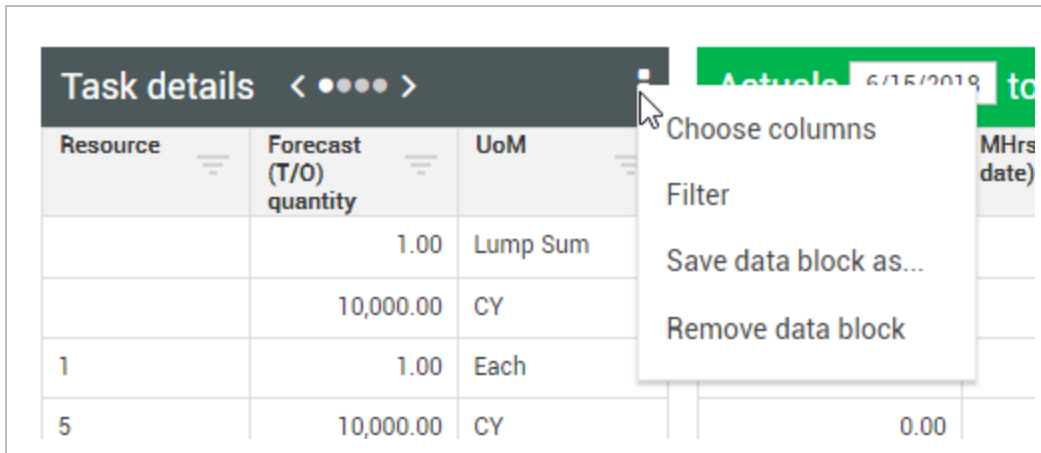 Task details
Actuals 6/15/2018 to
Resource
Forecast
(T/O)
quantity
UoM
MHrs
date)
Choose columns
Filter
Save data block as...
Remove data block
1.00 Lump Sum
10,000.00 CY
1 1.00 Each
5 10,000.00 CY 0.00